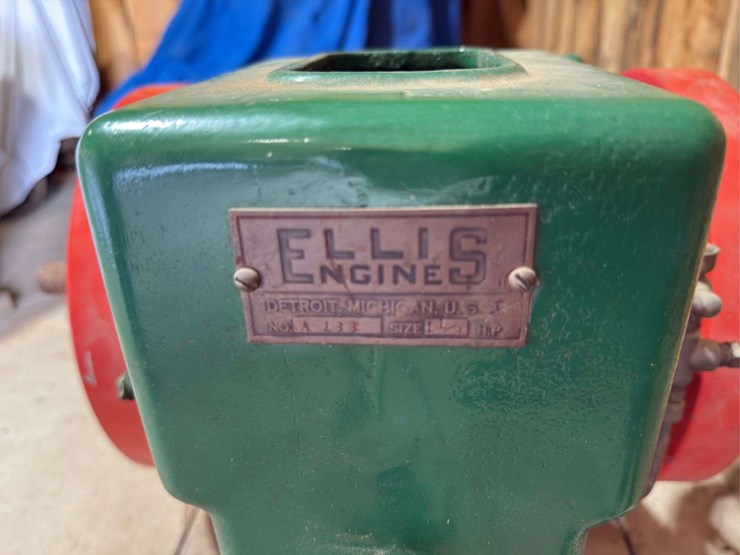 ELLIS
ENGINES
DETROIT, MICHIGAN, U.S.A.
NO. A 133 SIZE H.P.